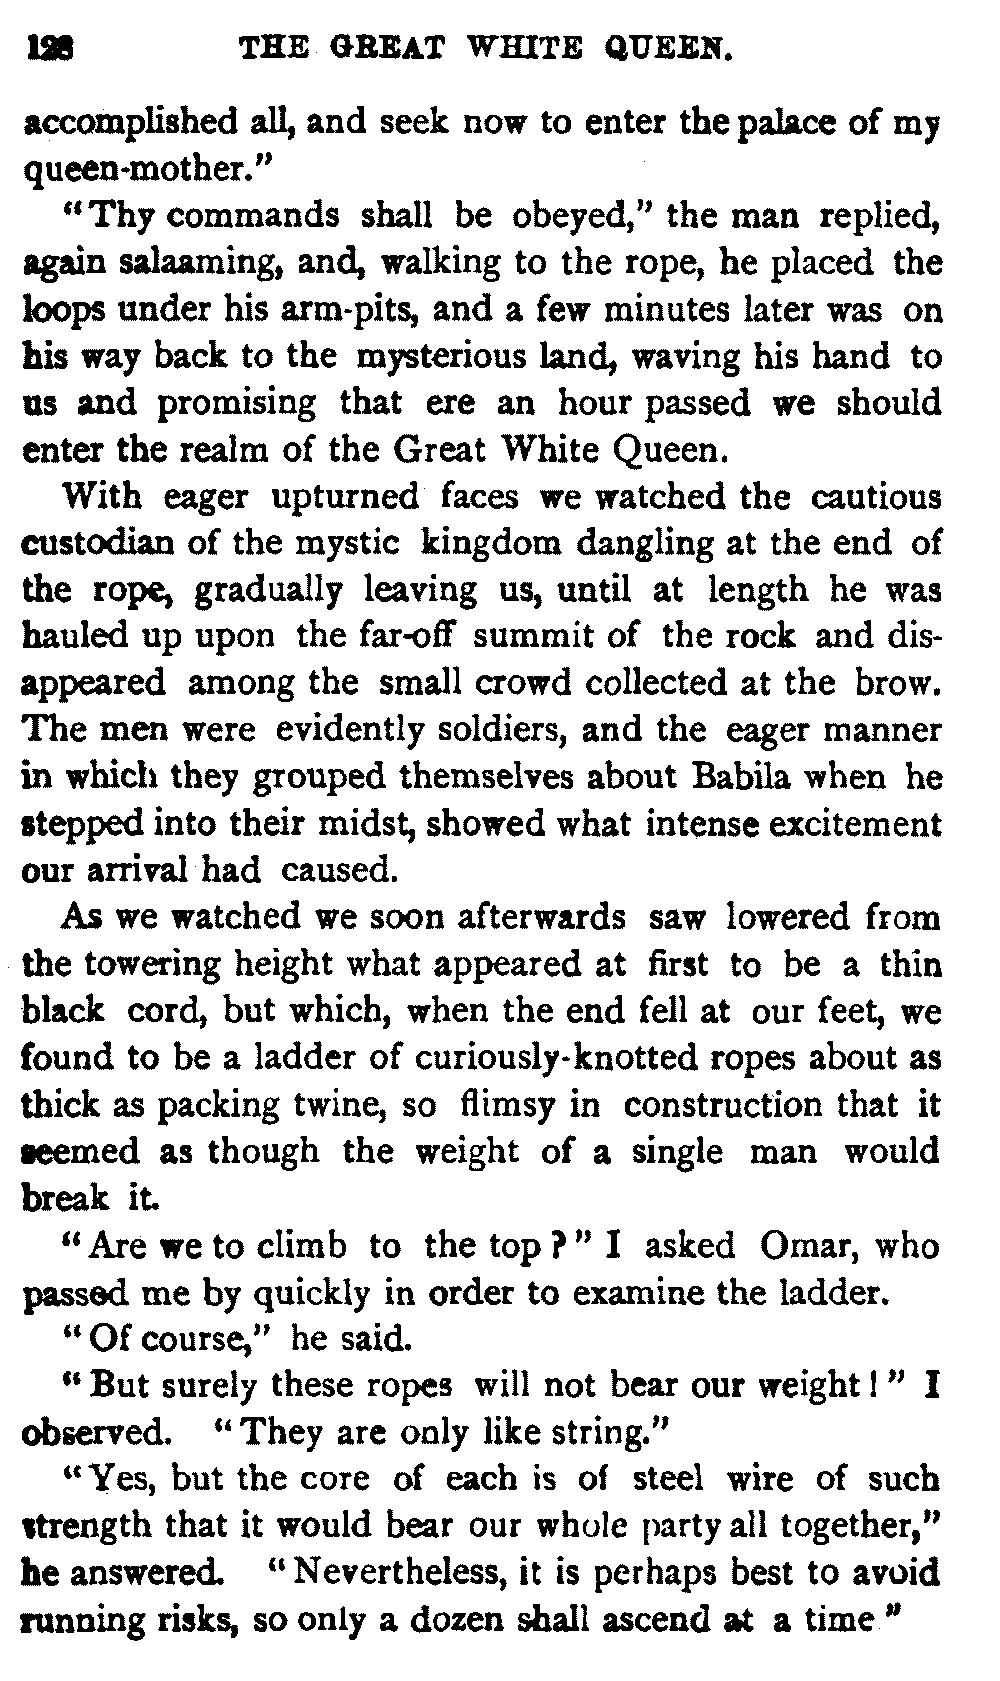 128 THE GREAT WHITE QUEEN.
accomplished all, and seek now to enter the palace of my
queen-mother."
"Thy commands shall be obeyed," the man replied,
again salaaming, and, walking to the rope, he placed the
loops under his arm-pits, and a few minutes later was on
his way back to the mysterious land, waving his hand to
us and promising that ere an hour passed we should
enter the realm of the Great White Queen.
With eager upturned faces we watched the cautious
custodian of the mystic kingdom dangling at the end of
the rope, gradually leaving us, until at length he was
hauled up upon the far-off summit of the rock and dis-
appeared among the small crowd collected at the brow.
The men were evidently soldiers, and the eager manner
in which they grouped themselves about Babila when he
stepped into their midst, showed what intense excitement
our arrival had caused.
As we watched we soon afterwards saw lowered from
the towering height what appeared at first to be a thin
black cord, but which, when the end fell at our feet, we
found to be a ladder of curiously-knotted ropes about as
thick as packing twine, so flimsy in construction that it
seemed as though the weight of a single man would
break it.
"Are we to climb to the top?" I asked Omar, who
passed me by quickly in order to examine the ladder.
"Of course," he said.
"But surely these ropes will not bear our weight!" I
observed. "They are only like string."
"Yes, but the core of each is of steel wire of such
strength that it would bear our whole party all together,"
he answered. "Nevertheless, it is perhaps best to avoid
running risks, so only a dozen shall ascend at a time"